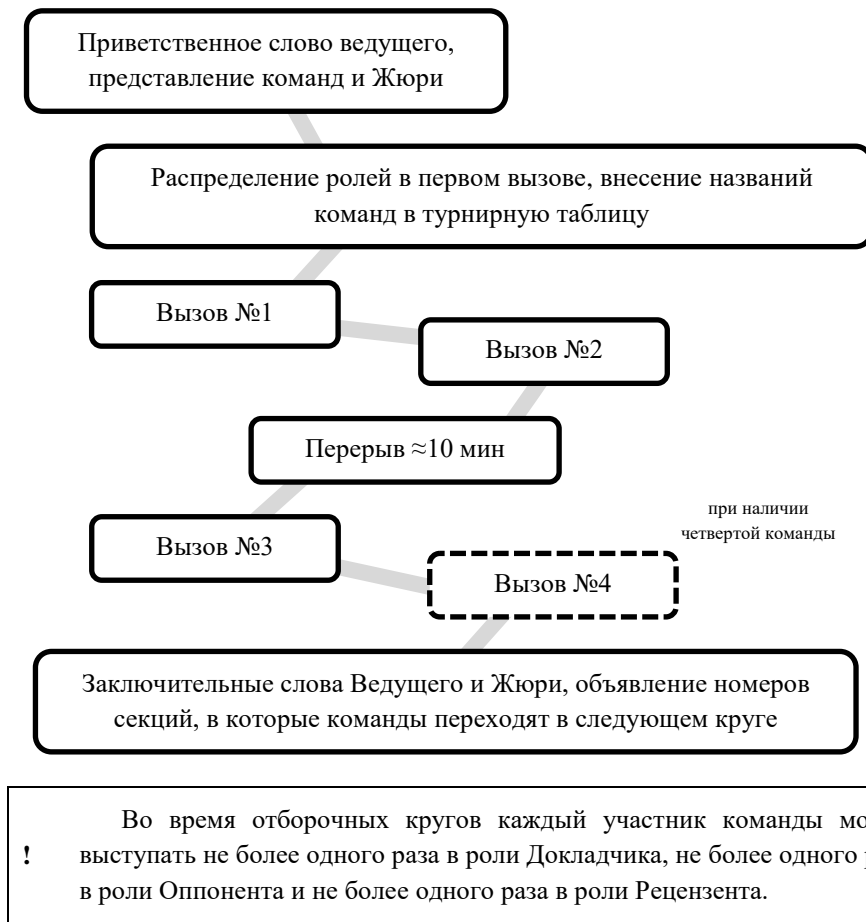 Приветственное слово ведущего,
представление команд и Жюри
Распределение ролей в первом вызове, внесение названий
команд в турнирную таблицу
Вызов №1
Вызов №2
Перерыв ≈10 мин
при наличии
четвертой команды
Вызов №3
Вызов №4
Заключительные слова Ведущего и Жюри, объявление номеров
секций, в которые команды переходят в следующем круге
Во время отборочных кругов каждый участник команды
! выступать не более одного раза в роли Докладчика, не более одного
в роли Оппонента и не более одного раза в роли Рецензента.